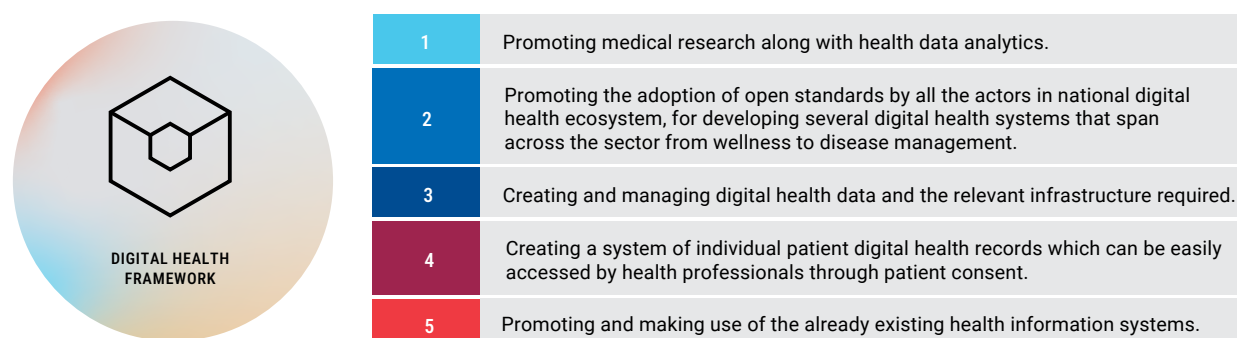 DIGITAL HEALTH
FRAMEWORK
1
Promoting medical research along with health data analytics.
2
Promoting the adoption of open standards by all the actors in national digital
health ecosystem, for developing several digital health systems that span
across the sector from wellness to disease management.
3
Creating and managing digital health data and the relevant infrastructure required.
4
Creating a system of individual patient digital health records which can be easily
accessed by health professionals through patient consent.
5
Promoting and making use of the already existing health information systems.